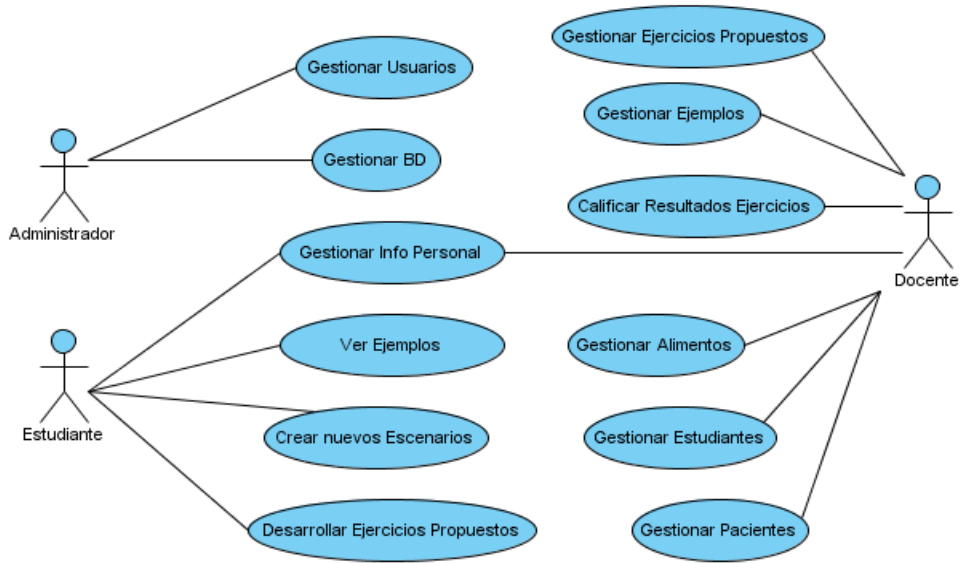 Gestionar Ejercicios Propuestos
Gestionar Usuarios
Gestionar Ejemplos
Gestionar BD
Calificar Resultados Ejercicios
Administrador
Gestionar Info Personal
Docente
Ver Ejemplos
Gestionar Alimentos
Estudiante
Crear nuevos Escenarios
Gestionar Estudiantes
Desarrollar Ejercicios Propuestos
Gestionar Pacientes